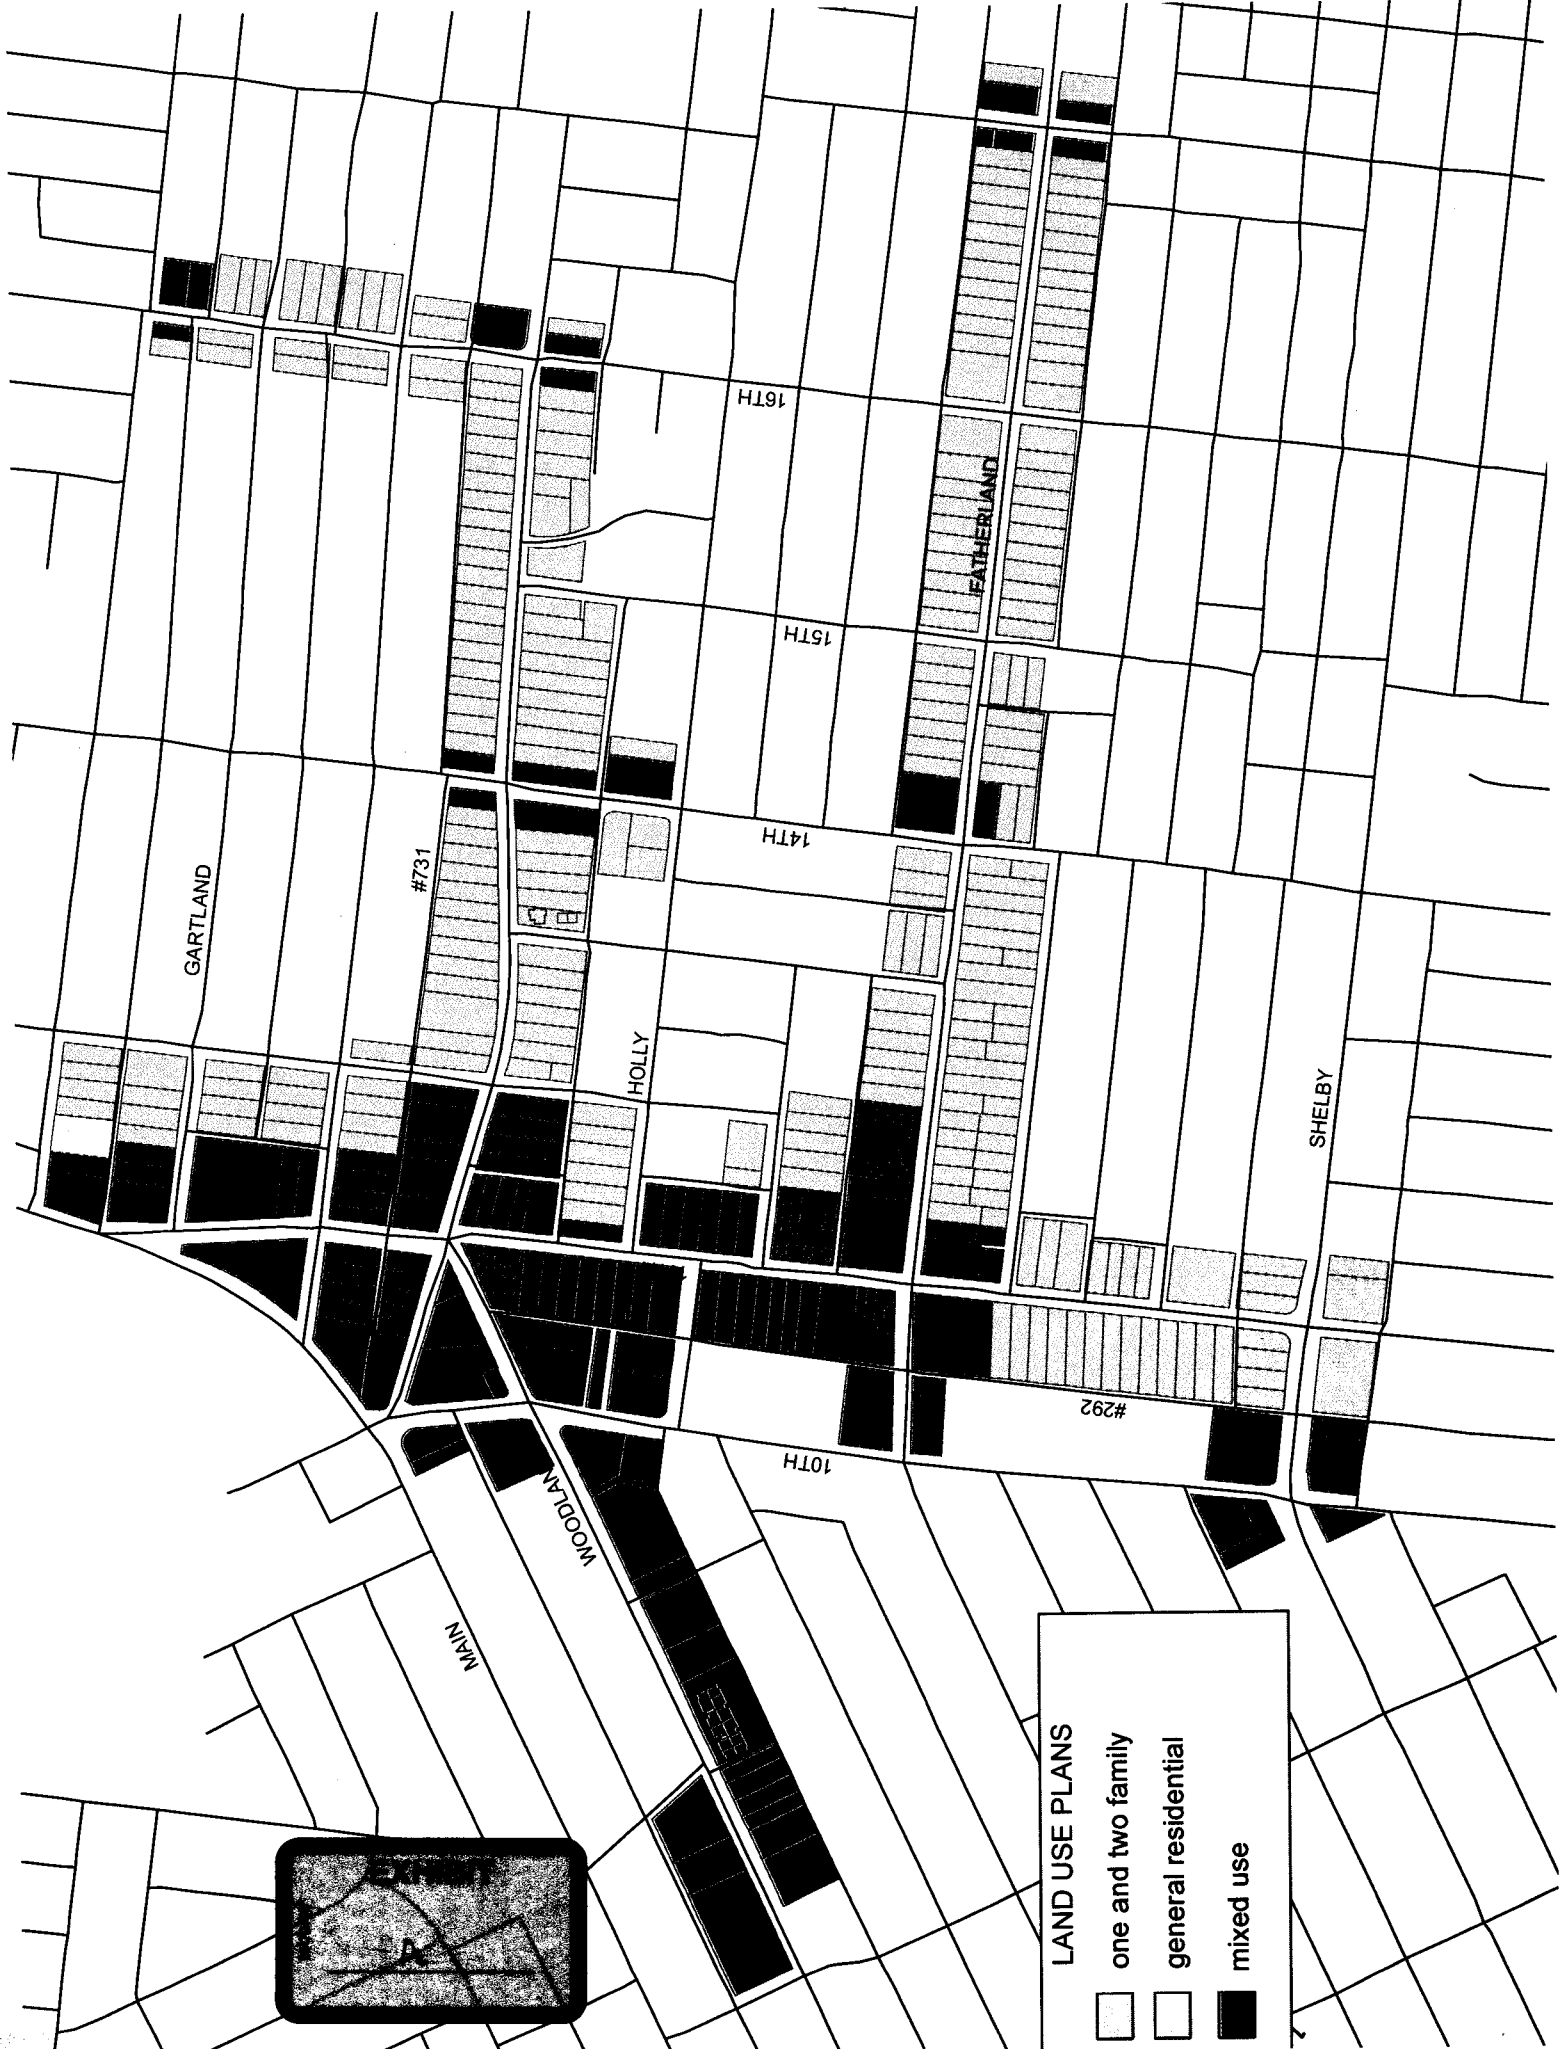 GARTLAND
#731
16TH
15TH
14TH
FATHERLAND
HOLLY
SHELBY
#292
10TH
WOODLAN
MAIN
EXHIBIT
A
LAND USE PLANS
one and two family
general residential
mixed use